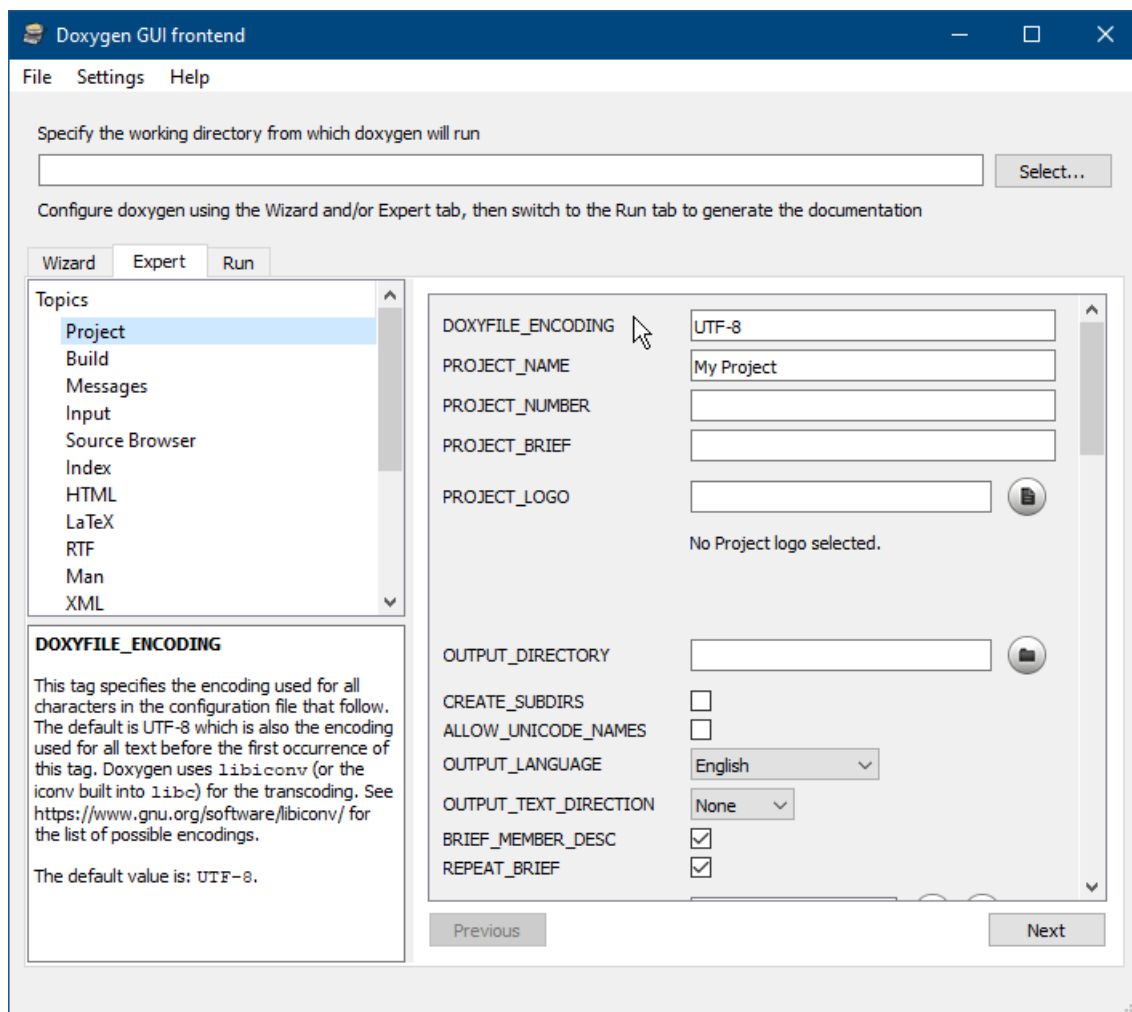 Doxygen GUI frontend
File Settings Help
Specify the working directory from which doxygen will run
Select...
Configure doxygen using the Wizard and/or Expert tab, then switch to the Run tab to generate the documentation
Wizard Expert Run
Topics
Project
Build
Messages
Input
Source Browser
Index
HTML
LaTeX
RTF
Man
XML
DOXYFILE_ENCODING
This tag specifies the encoding used for all
characters in the configuration file that follow.
The default is UTF-8 which is also the encoding
used for all text before the first occurrence of
this tag. Doxygen uses libiconv (or the
iconv built into libc) for the transcoding. See
https://www.gnu.org/software/libiconv/ for
the list of possible encodings.
The default value is: UTF-8.
DOXYFILE_ENCODING UTF-8
PROJECT_NAME My Project
PROJECT_NUMBER
PROJECT_BRIEF
PROJECT_LOGO
No Project logo selected.
OUTPUT_DIRECTORY
CREATE_SUBDIRS
ALLOW_UNICODE_NAMES
OUTPUT_LANGUAGE English
OUTPUT_TEXT_DIRECTION None
BRIEF_MEMBER_DESC
REPEAT_BRIEF
Previous Next